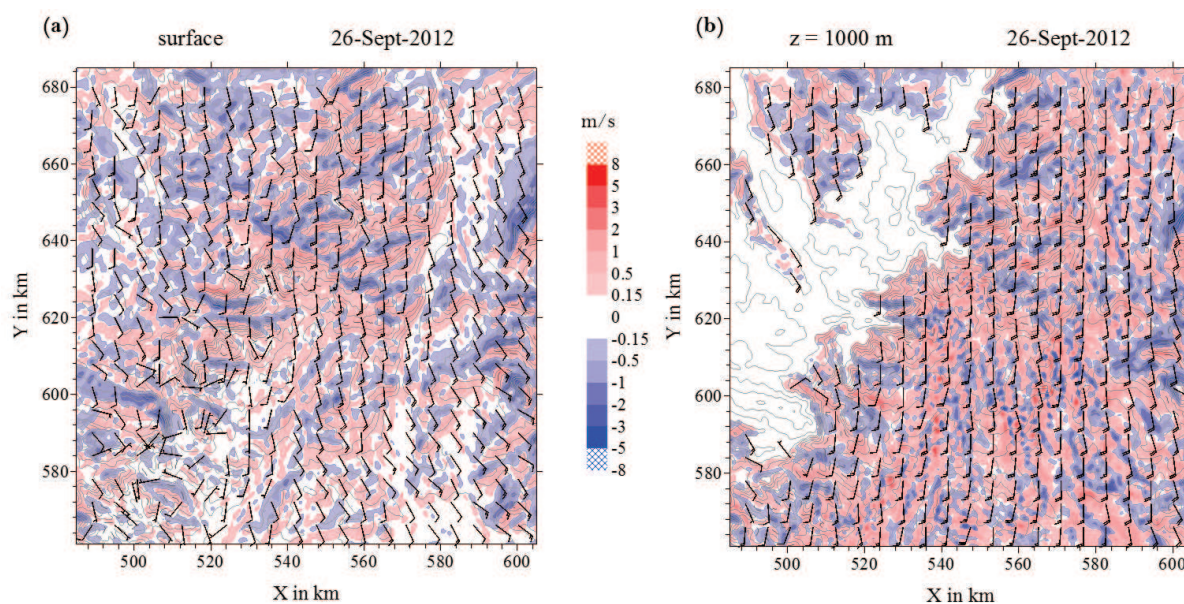 (a)
surface 26-Sept-2012
680
660
640
620
600
580
Y in km
500 520 540 560 580 600
X in km
m/s
8
5
3
2
1
0.5
0.15
0
-0.15
-0.5
-1
-2
-3
-5
-8
(b)
z = 1000 m 26-Sept-2012
680
660
640
620
600
580
Y in km
500 520 540 560 580 600
X in km